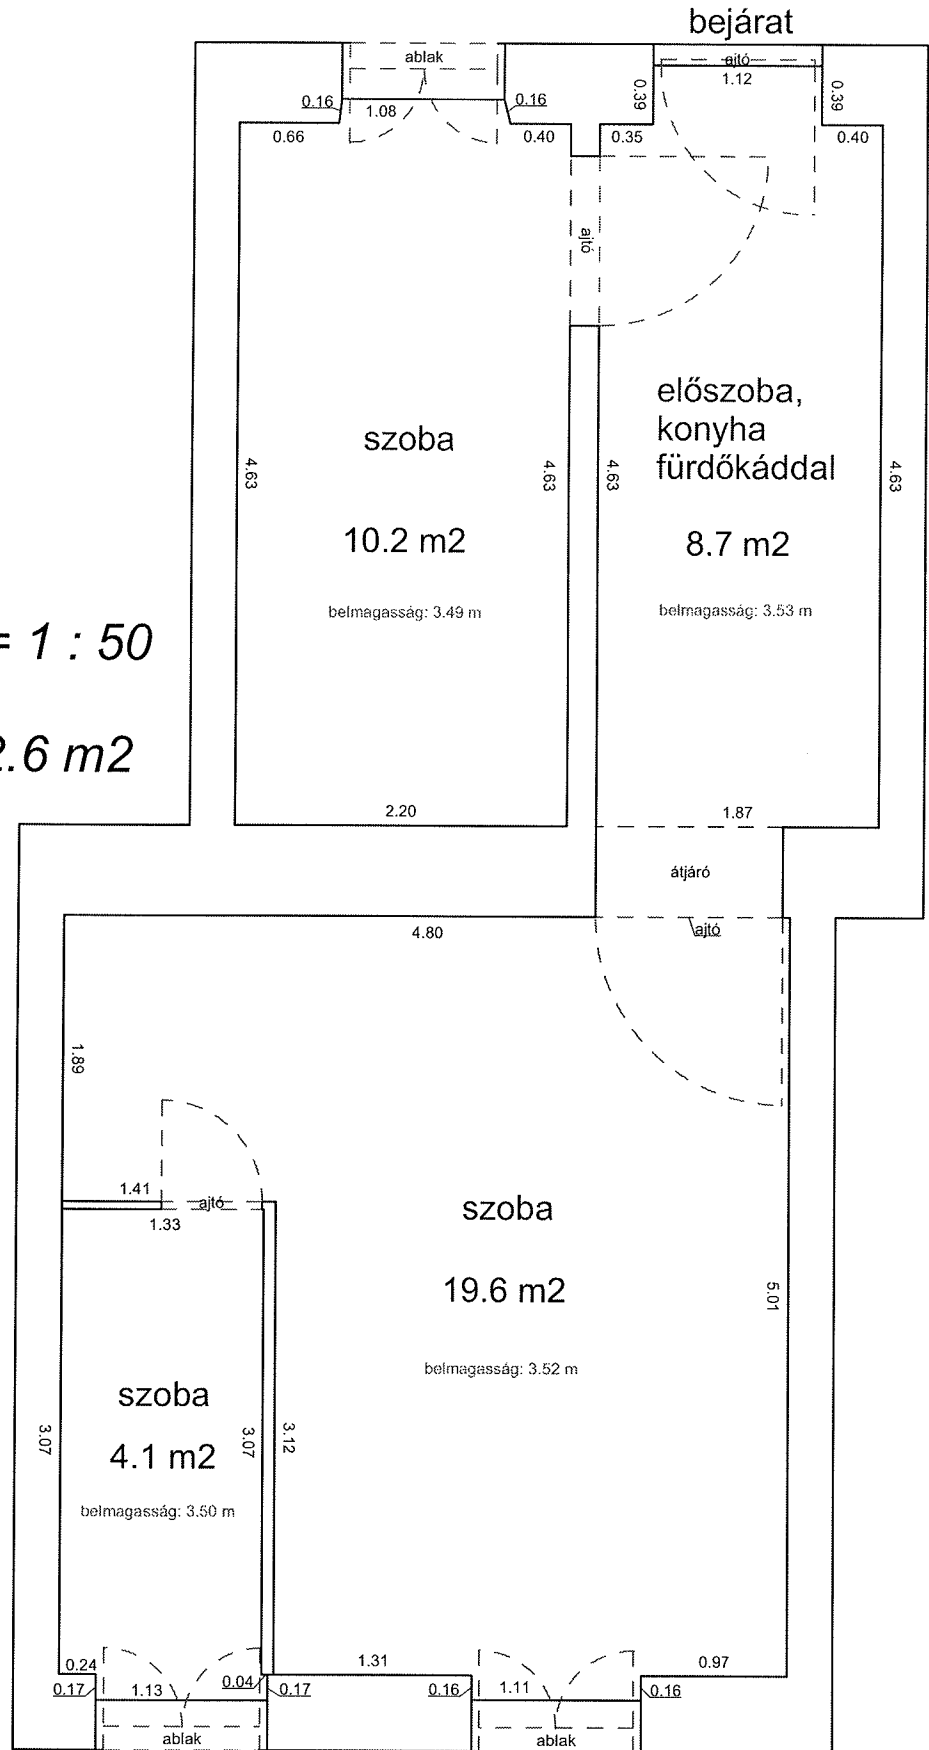 bejárat
ablak
ajtó
1.12
0.16
1.08
0.16
0.39
0.39
0.66
0.40
0.35
0.40
ajtó
előszoba,
konyha
fürdőkáddal
szoba
4.63
4.63
4.63
4.63
10.2 m2
8.7 m2
belmagasság: 3.49 m
belmagasság: 3.53 m
= 1 : 50
2.6 m2
2.20
1.87
átjáró
4.80
ajtó
1.89
1.41
ajtó
1.33
szoba
19.6 m2
5.01
belmagasság: 3.52 m
szoba
3.07
4.1 m2
3.07
3.12
belmagasság: 3.50 m
0.24
1.31
0.97
0.17
1.13
0.04
0.17
0.16
1.11
0.16
ablak
ablak